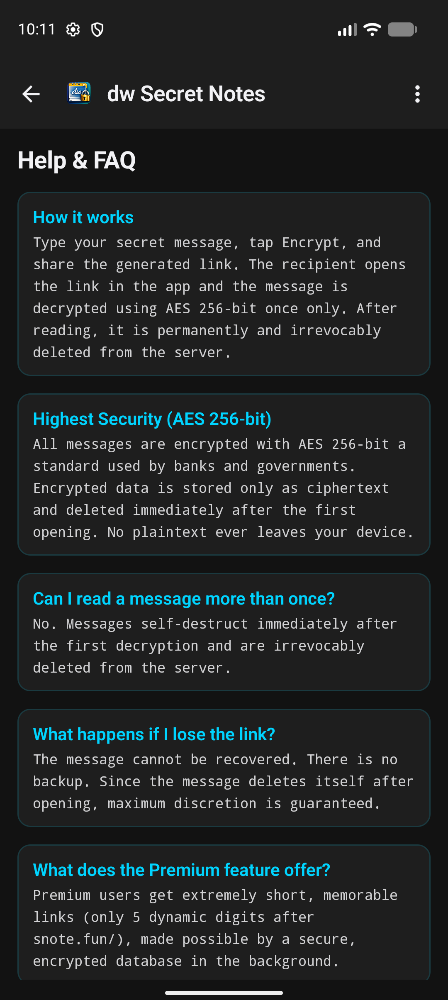 10:11
dw
dw Secret Notes
Help & FAQ
How it works
Type your secret message, tap Encrypt, and
share the generated link. The recipient opens
the link in the app and the message is
decrypted using AES 256-bit once only. After
reading, it is permanently and irrevocably
deleted from the server.
Highest Security (AES 256-bit)
All messages are encrypted with AES 256-bit a
standard used by banks and governments.
Encrypted data is stored only as ciphertext
and deleted immediately after the first
opening. No plaintext ever leaves your device.
Can I read a message more than once?
No. Messages self-destruct immediately after
the first decryption and are irrevocably
deleted from the server.
What happens if I lose the link?
The message cannot be recovered. There is no
backup. Since the message deletes itself after
opening, maximum discretion is guaranteed.
What does the Premium feature offer?
Premium users get extremely short, memorable
links (only 5 dynamic digits after
snote.fun/), made possible by a secure,
encrypted database in the background.